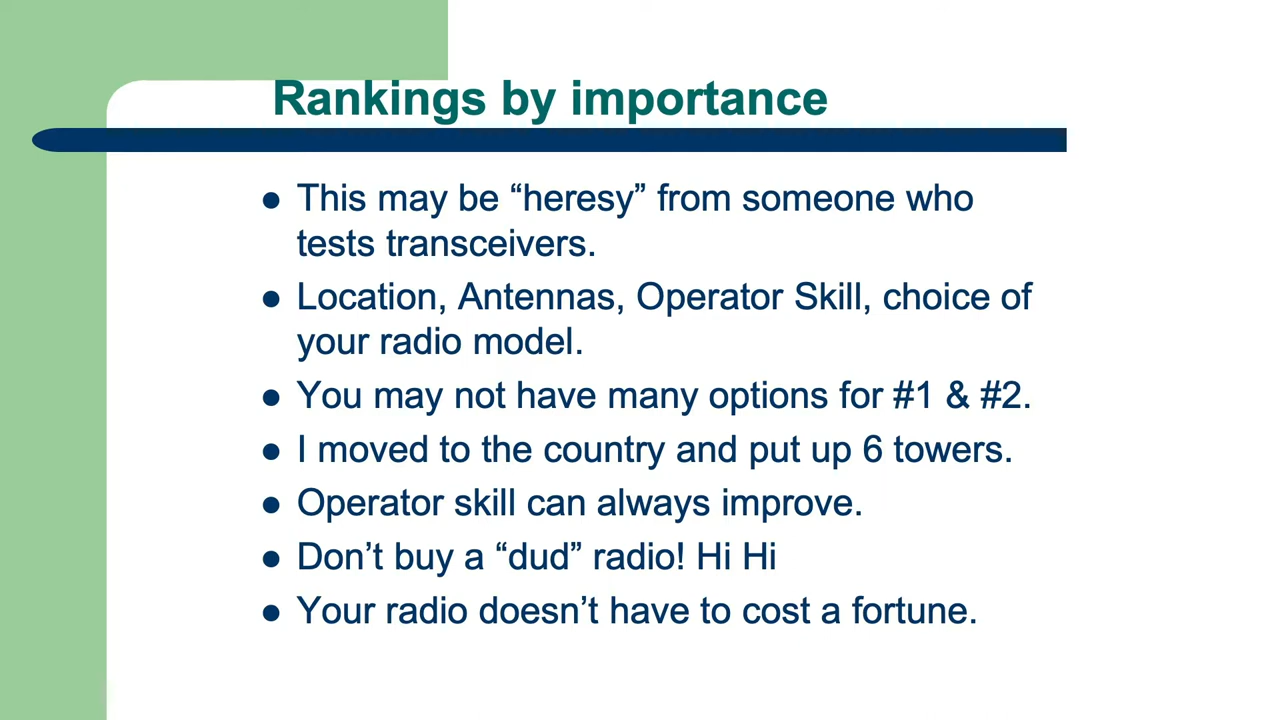 Rankings by importance
This may be “heresy” from someone who
tests transceivers.
Location, Antennas, Operator Skill, choice of
your radio model.
You may not have many options for #1 & #2.
I moved to the country and put up 6 towers.
Operator skill can always improve.
Don’t buy a “dud” radio! Hi Hi
Your radio doesn’t have to cost a fortune.